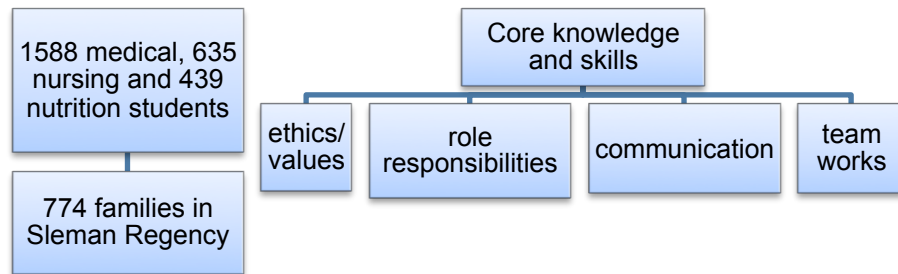 1588 medical, 635
nursing and 439
nutrition students
774 families in
Sleman Regency
Core knowledge
and skills
ethics/
values
role
responsibilities
communication
team
works